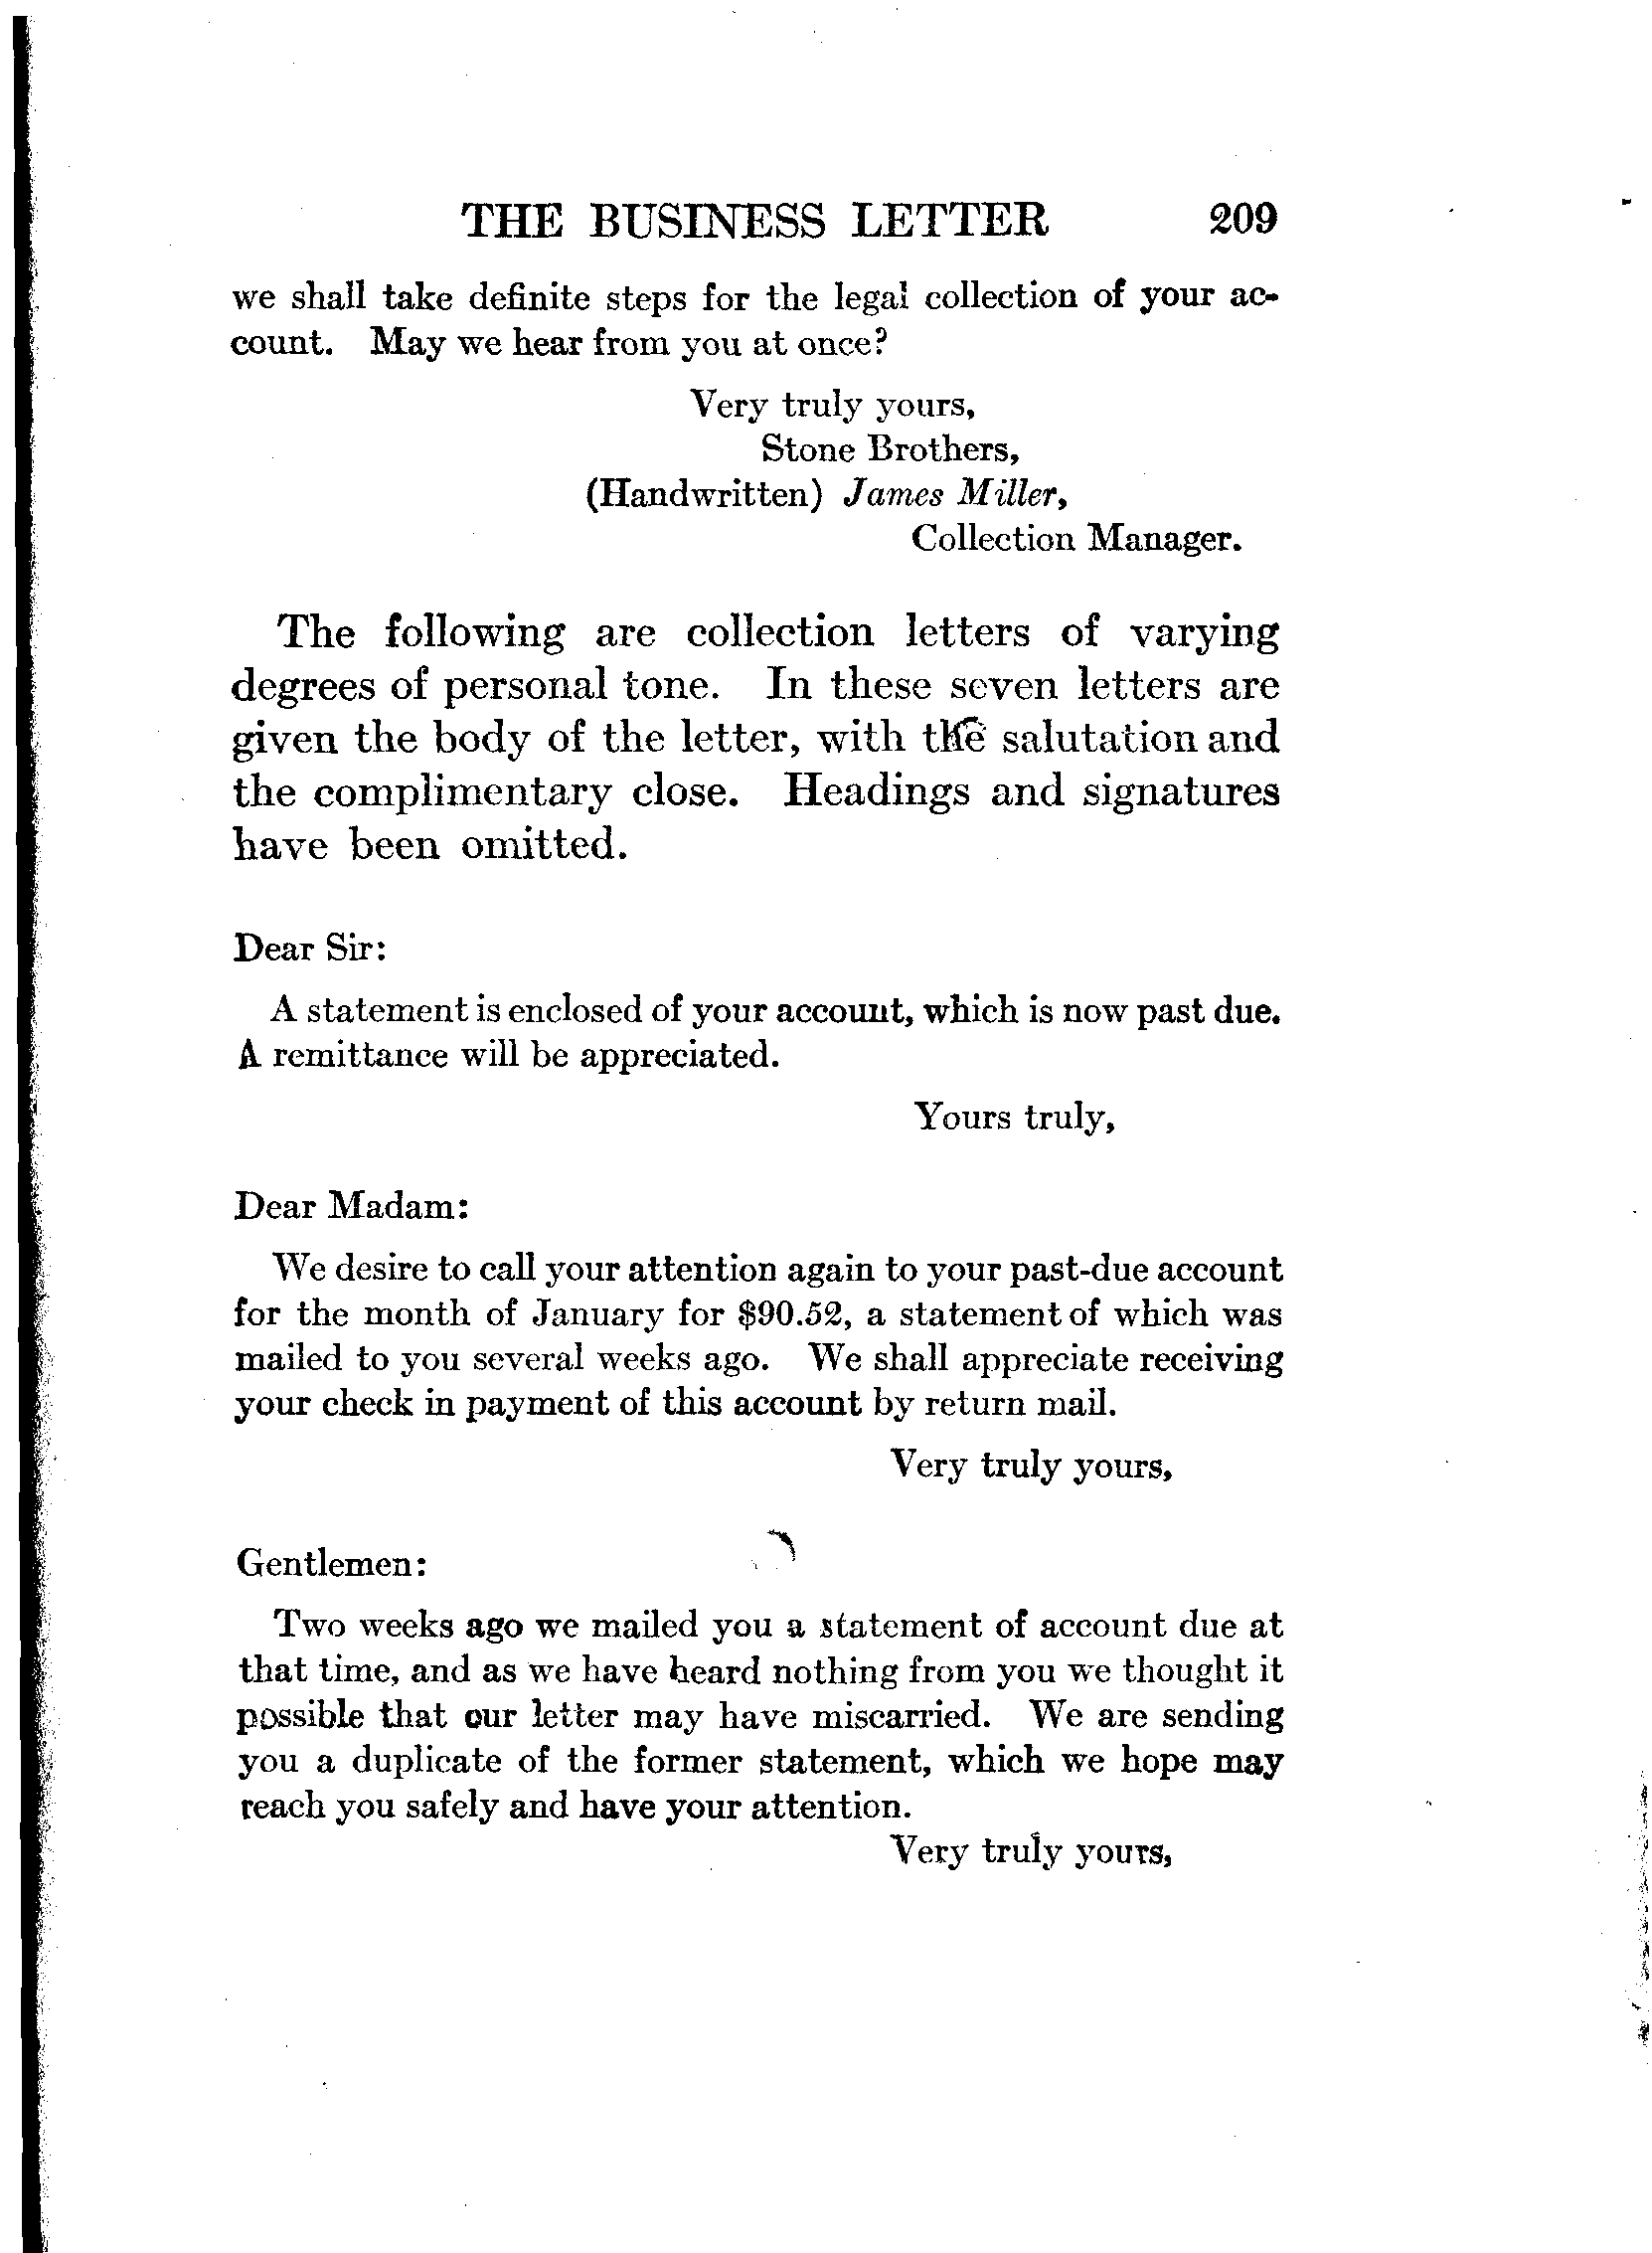 THE BUSINESS LETTER 209
we shall take definite steps for the legal collection of your ac-
count. May we hear from you at once?
Very truly yours,
Stone Brothers,
(Handwritten) James Miller,
Collection Manager.
The following are collection letters of varying
degrees of personal tone. In these seven letters are
given the body of the letter, with the salutation and
the complimentary close. Headings and signatures
have been omitted.
Dear Sir:
A statement is enclosed of your account, which is now past due.
A remittance will be appreciated.
Yours truly,
Dear Madam:
We desire to call your attention again to your past-due account
for the month of January for $90.52, a statement of which was
mailed to you several weeks ago. We shall appreciate receiving
your check in payment of this account by return mail.
Very truly yours,
Gentlemen:
Two weeks ago we mailed you a statement of account due at
that time, and as we have heard nothing from you we thought it
possible that our letter may have miscarried. We are sending
you a duplicate of the former statement, which we hope may
reach you safely and have your attention.
Very truly yours,